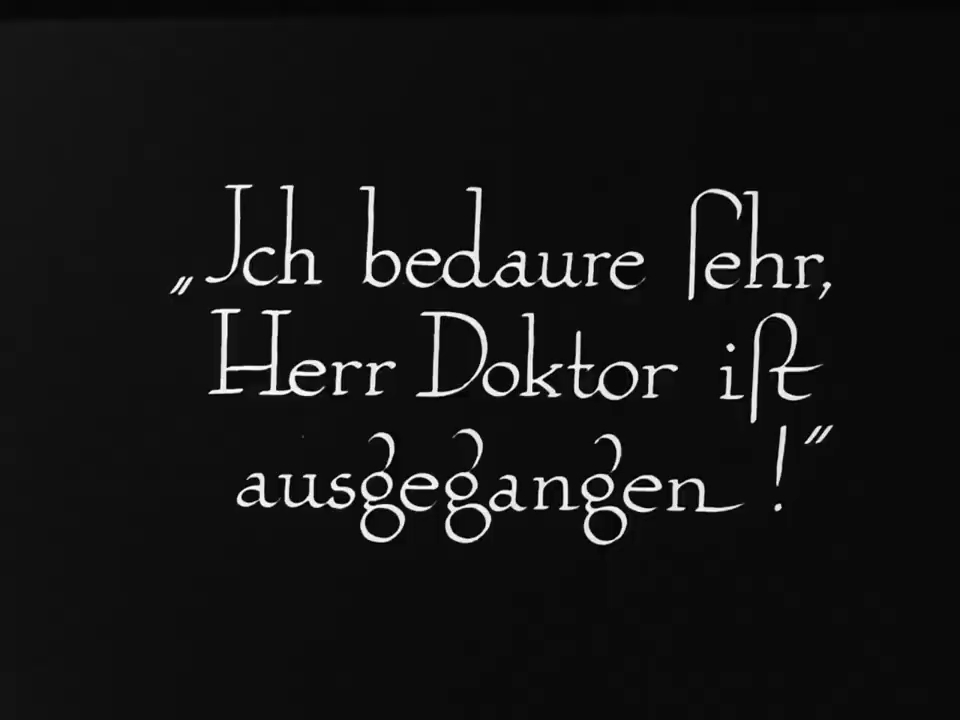 „Ich bedaure ſehr,
Herr Doktor iſt
ausgegangen!“